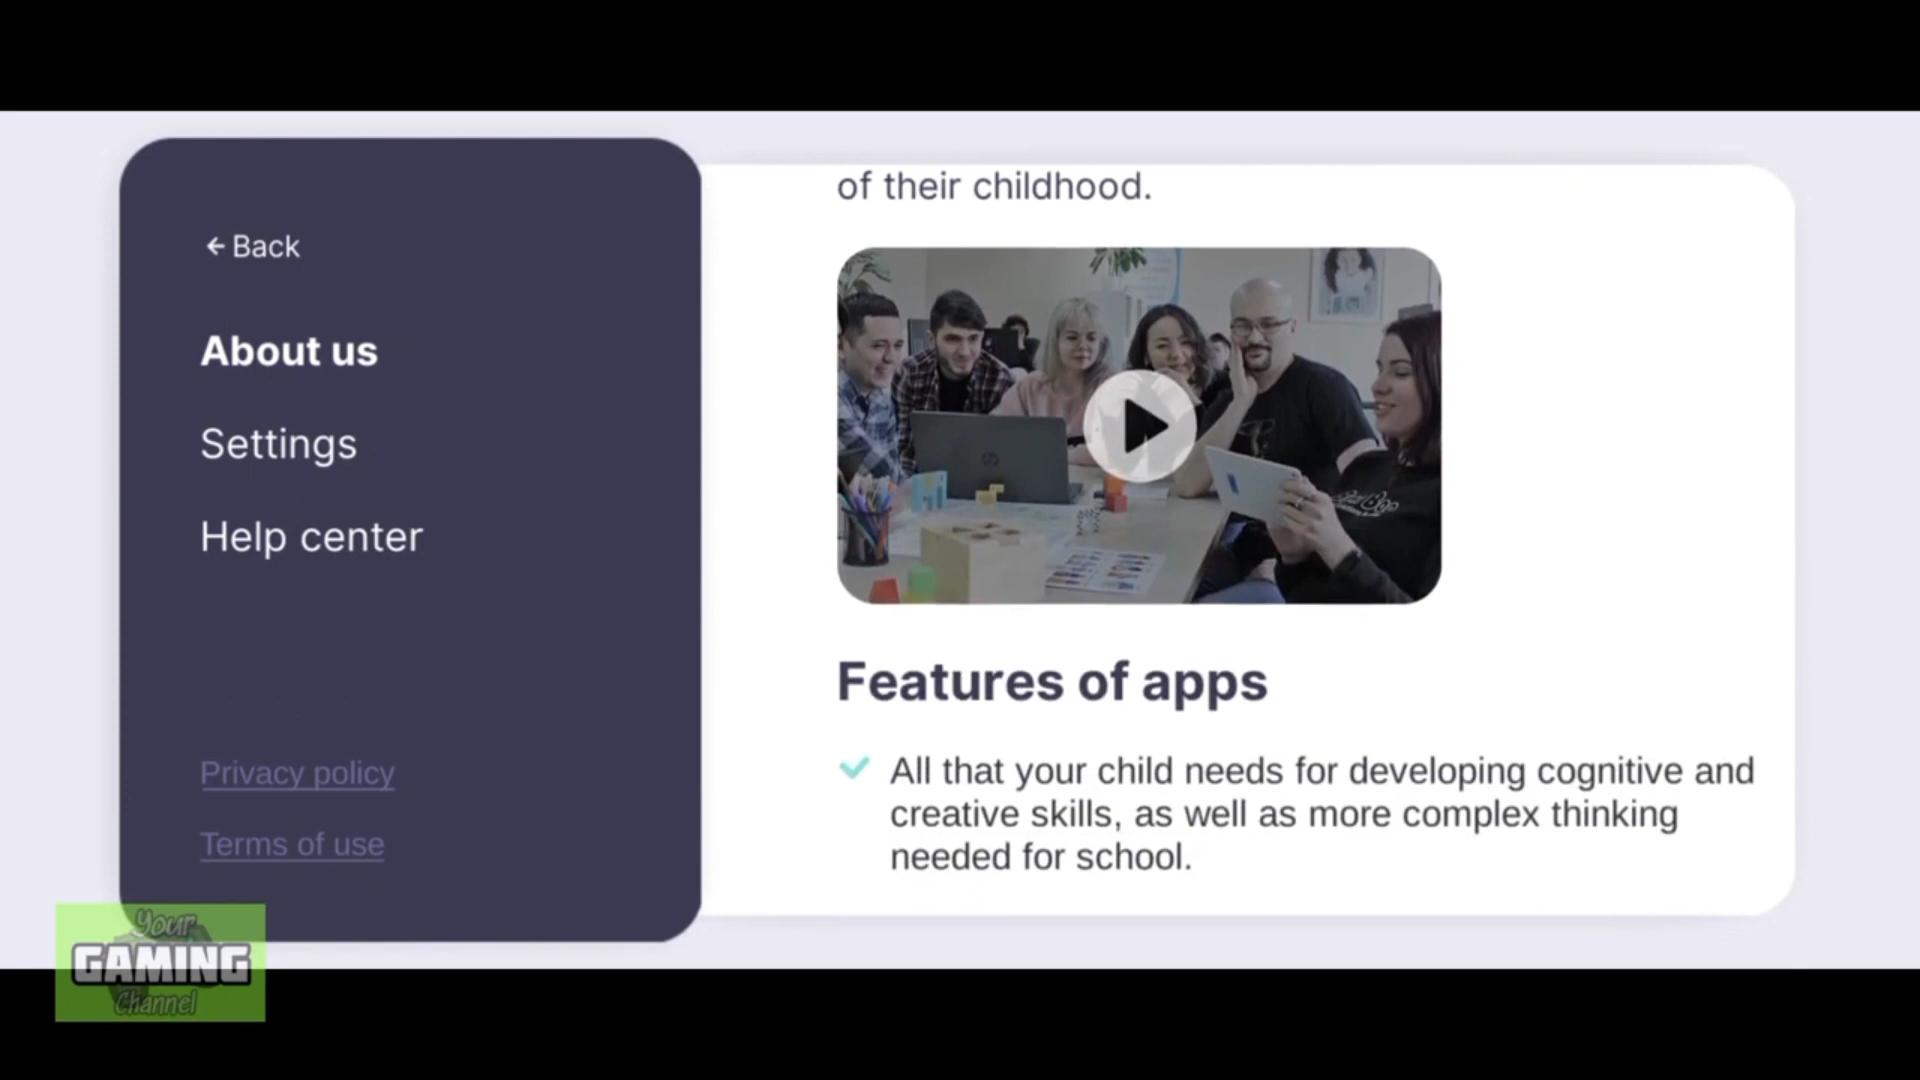 ← Back
About us
Settings
Help center
Privacy policy
Terms of use
of their childhood.
Features of apps
All that your child needs for developing cognitive and
creative skills, as well as more complex thinking
needed for school.
Your
GAMING
Channel